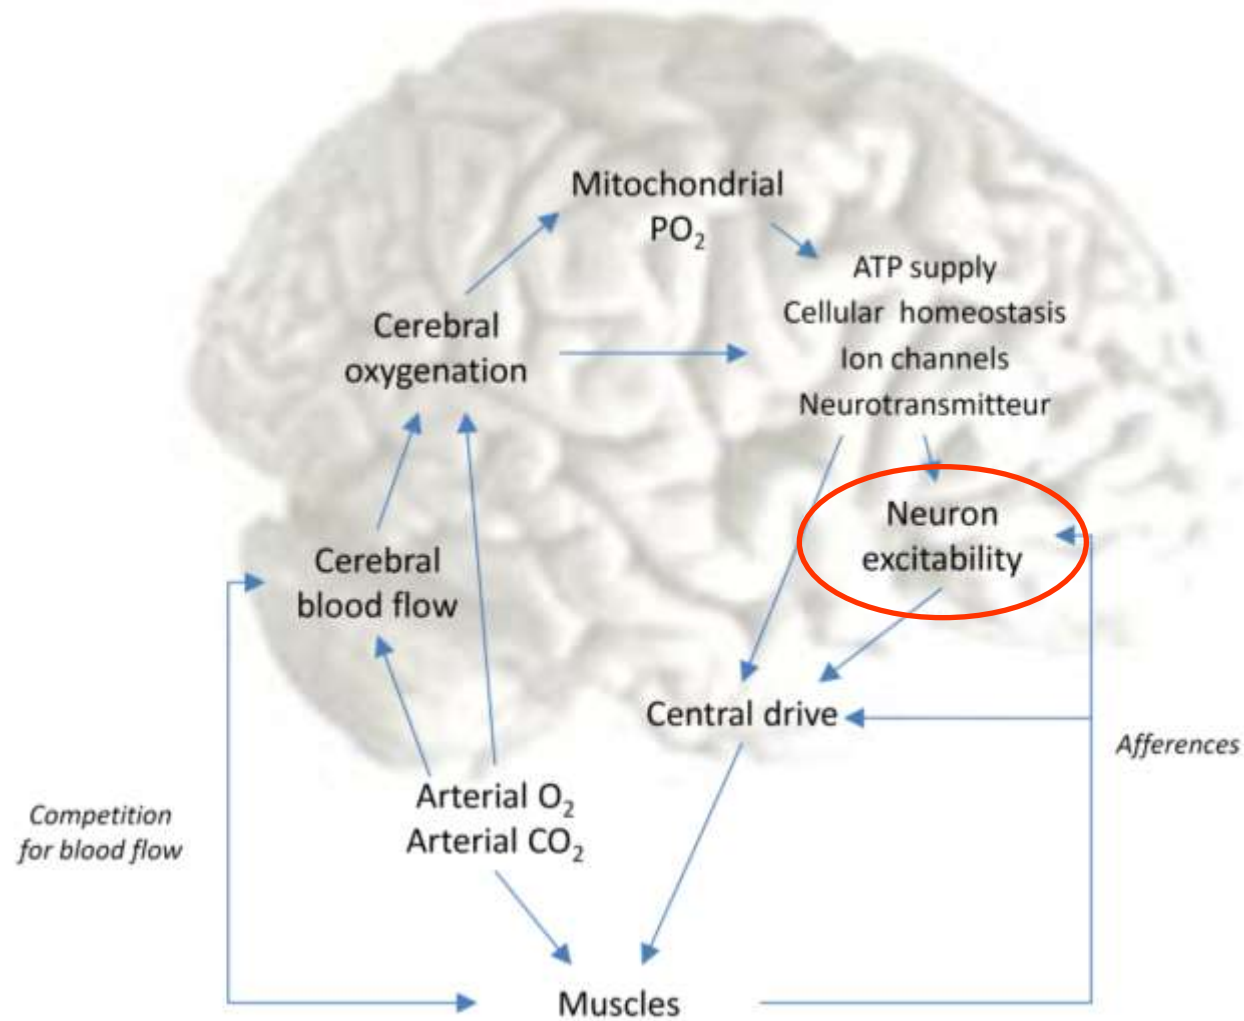 Mitochondrial
PO₂
ATP supply
Cellular homeostasis
Ion channels
Neurotransmitteur
Cerebral
oxygenation
Neuron
excitability
Cerebral
blood flow
Central drive
Afferences
Arterial O₂
Arterial CO₂
Competition
for blood flow
Muscles